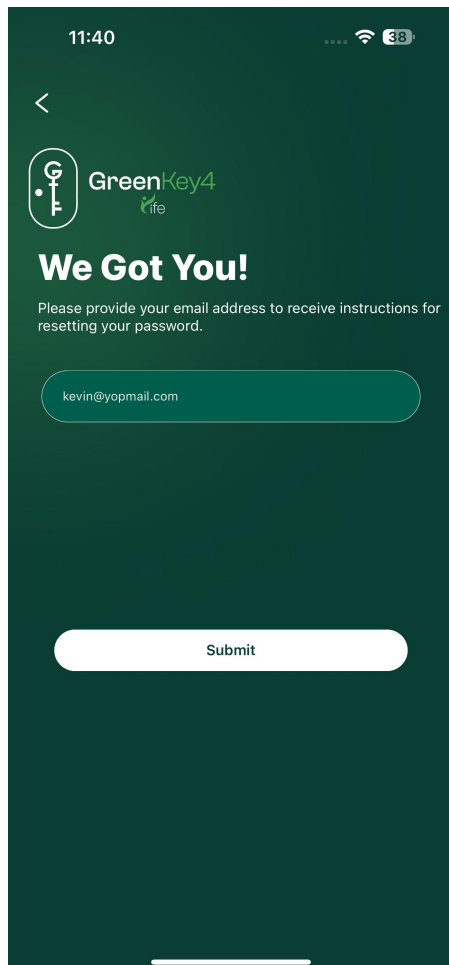 11:40
38
G
GreenKey4
life
We Got You!
Please provide your email address to receive instructions for
resetting your password.
kevin@yopmail.com
Submit